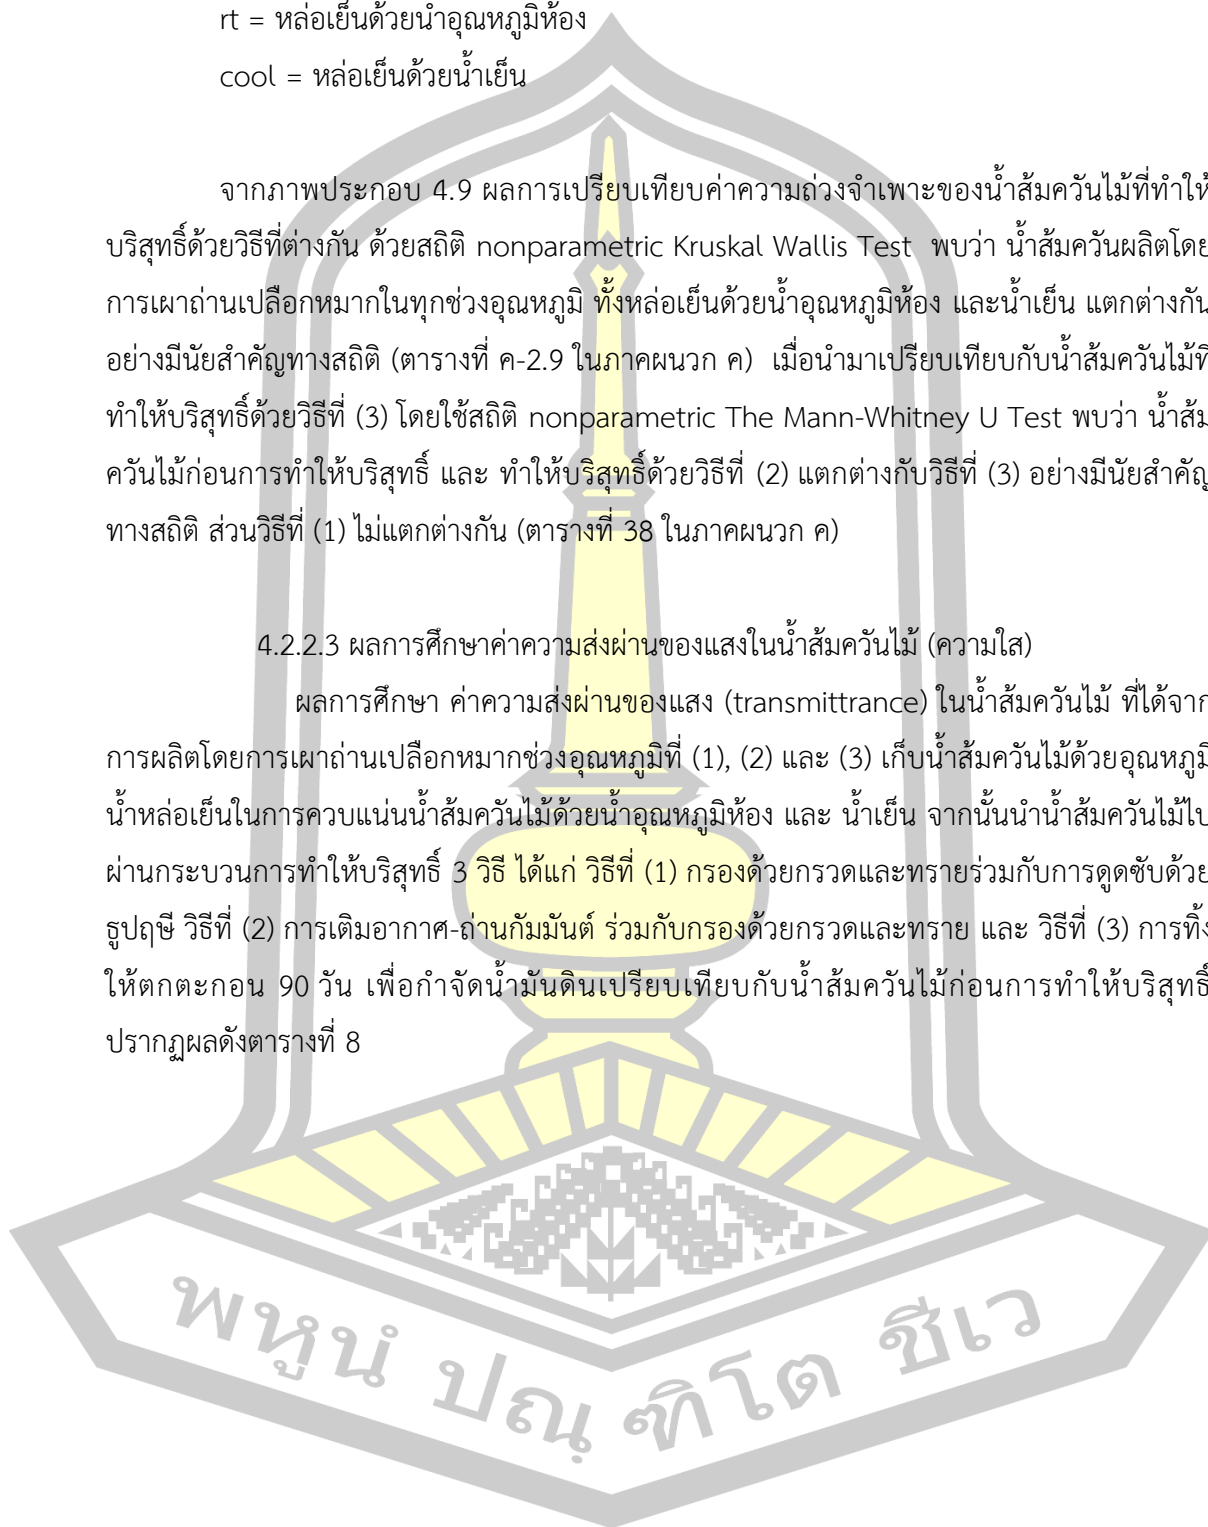 rt = หล่อเย็นด้วยน้ำอุณหภูมิห้อง
cool = หล่อเย็นด้วยน้ำเย็น
จากภาพประกอบ 4.9 ผลการเปรียบเทียบค่าความถ่วงจำเพาะของน้ำส้มควันไม้ที่ทำให้
บริสุทธิ์ด้วยวิธีที่ต่างกัน ด้วยสถิติ nonparametric Kruskal Wallis Test พบว่า น้ำส้มควันผลิตโดย
การเผาถ่านเปลือกหมากในทุกช่วงอุณหภูมิ ทั้งหล่อเย็นด้วยน้ำอุณหภูมิห้อง และน้ำเย็น แตกต่างกัน
อย่างมีนัยสำคัญทางสถิติ (ตารางที่ ค-2.9 ในภาคผนวก ค) เมื่อนำมาเปรียบเทียบกับน้ำส้มควันไม้ที่
ทำให้บริสุทธิ์ด้วยวิธีที่ (3) โดยใช้สถิติ nonparametric The Mann-Whitney U Test พบว่า น้ำส้ม
ควันไม้ก่อนการทำให้บริสุทธิ์ และ ทำให้บริสุทธิ์ด้วยวิธีที่ (2) แตกต่างกับวิธีที่ (3) อย่างมีนัยสำคัญ
ทางสถิติ ส่วนวิธีที่ (1) ไม่แตกต่างกัน (ตารางที่ 38 ในภาคผนวก ค)
4.2.2.3 ผลการศึกษาค่าความส่งผ่านของแสงในน้ำส้มควันไม้ (ความใส)
ผลการศึกษา ค่าความส่งผ่านของแสง (transmittrance) ในน้ำส้มควันไม้ ที่ได้จาก
การผลิตโดยการเผาถ่านเปลือกหมากช่วงอุณหภูมิที่ (1), (2) และ (3) เก็บน้ำส้มควันไม้ด้วยอุณหภูมิ
น้ำหล่อเย็นในการควบแน่นน้ำส้มควันไม้ด้วยน้ำอุณหภูมิห้อง และ น้ำเย็น จากนั้นนำน้ำส้มควันไม้ไป
ผ่านกระบวนการทำให้บริสุทธิ์ 3 วิธี ได้แก่ วิธีที่ (1) กรองด้วยกรวดและทรายร่วมกับการดูดซับด้วย
ธูปฤษี วิธีที่ (2) การเติมอากาศ-ถ่านกัมมันต์ ร่วมกับกรองด้วยกรวดและทราย และ วิธีที่ (3) การทิ้ง
ให้ตกตะกอน 90 วัน เพื่อกำจัดน้ำมันดินเปรียบเทียบกับน้ำส้มควันไม้ก่อนการทำให้บริสุทธิ์
ปรากฏผลดังตารางที่ 8
พหูนํ ปณฺฑิโต ชีเว